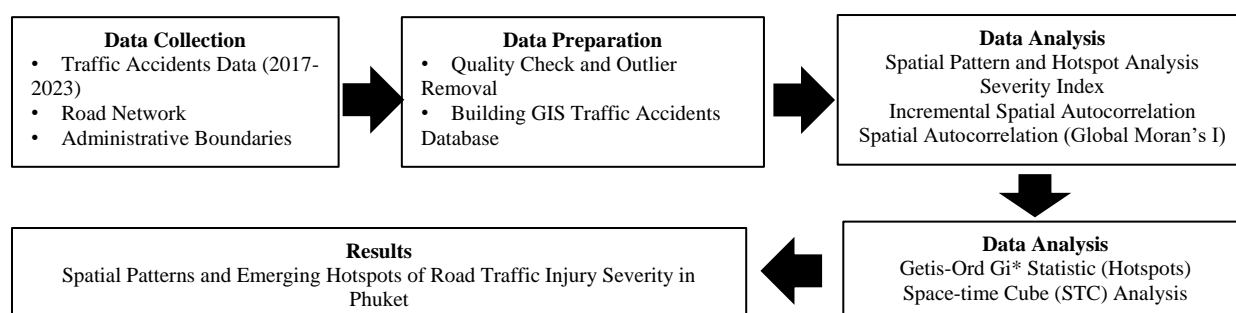 Data Collection
• Traffic Accidents Data (2017-
2023)
• Road Network
• Administrative Boundaries
Data Preparation
• Quality Check and Outlier
Removal
• Building GIS Traffic Accidents
Database
Data Analysis
Spatial Pattern and Hotspot Analysis
Severity Index
Incremental Spatial Autocorrelation
Spatial Autocorrelation (Global Moran’s I)
Data Analysis
Getis-Ord Gi* Statistic (Hotspots)
Space-time Cube (STC) Analysis
Results
Spatial Patterns and Emerging Hotspots of Road Traffic Injury Severity in
Phuket